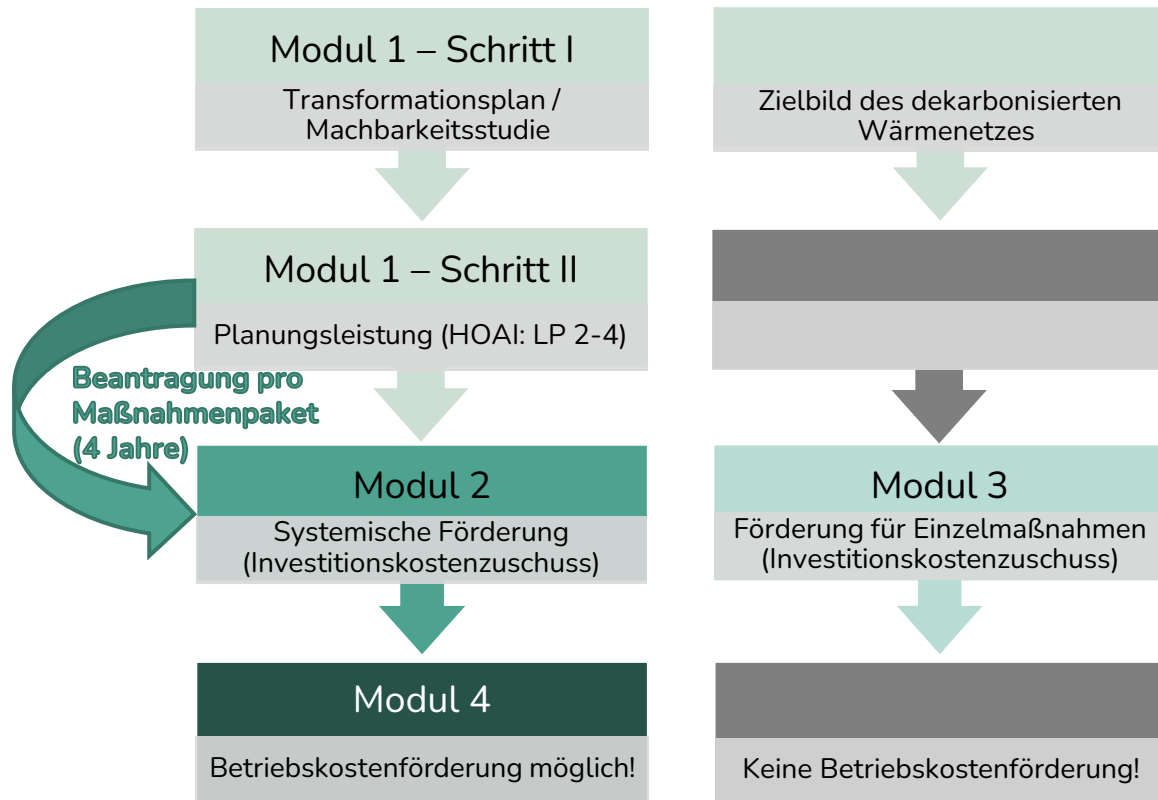 Modul 1 – Schritt I
Transformationsplan /
Machbarkeitsstudie
Zielbild des dekarbonisierten
Wärmenetzes
Modul 1 – Schritt II
Planungsleistung (HOAI: LP 2-4)
Beantragung pro
Maßnahmenpaket
(4 Jahre)
Modul 2
Systemische Förderung
(Investitionskostenzuschuss)
Modul 3
Förderung für Einzelmaßnahmen
(Investitionskostenzuschuss)
Modul 4
Betriebskostenförderung möglich!
Keine Betriebskostenförderung!